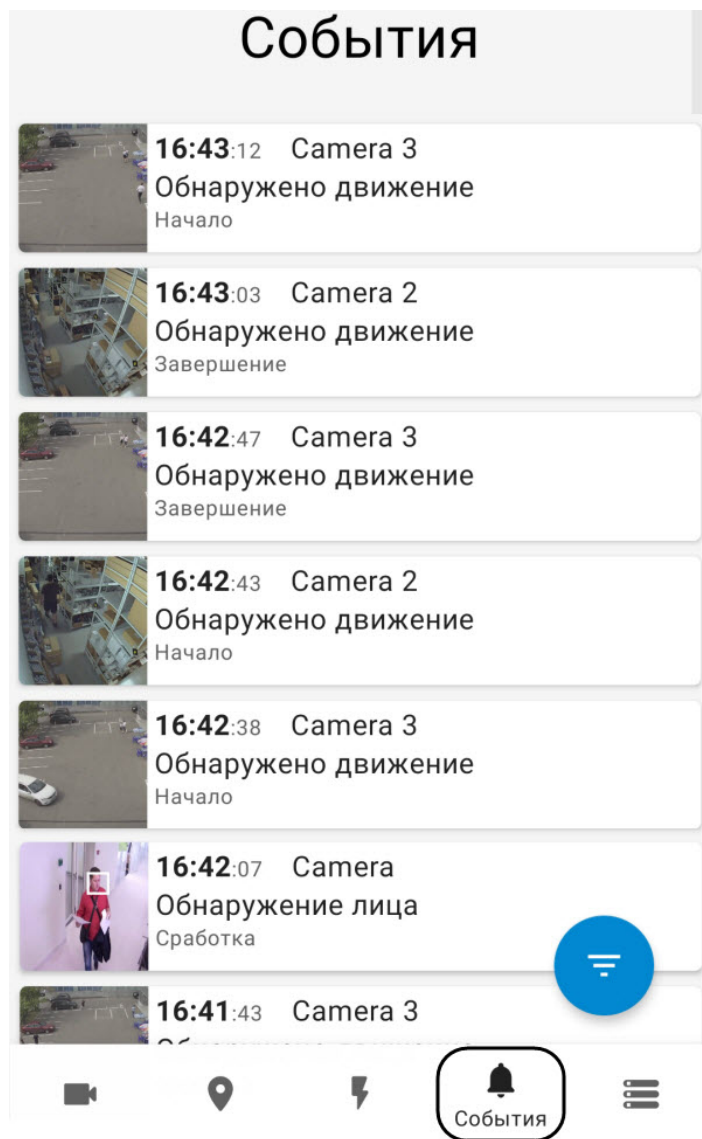 События
16:43:12 Camera 3
Обнаружено движение
Начало
16:43:03 Camera 2
Обнаружено движение
Завершение
16:42:47 Camera 3
Обнаружено движение
Завершение
16:42:43 Camera 2
Обнаружено движение
Начало
16:42:38 Camera 3
Обнаружено движение
Начало
16:42:07 Camera
Обнаружение лица
Сработка
16:41:43 Camera 3
События